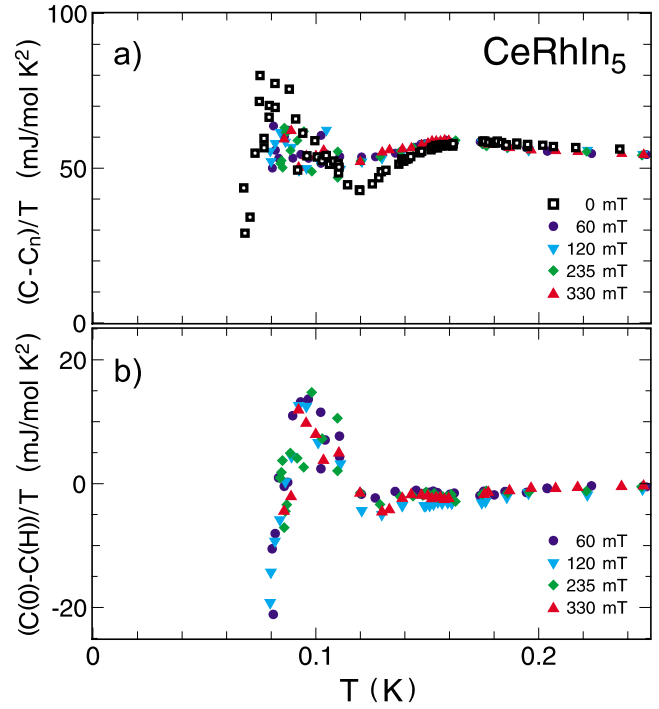 100
a)
CeRhIn5
(C-Cn)/T (mJ/mol K2)
50
0 mT
60 mT
120 mT
235 mT
330 mT
0
20
b)
(C(0)-C(H))/T (mJ/mol K2)
0
60 mT
120 mT
235 mT
330 mT
-20
0
0.1
0.2
T (K)